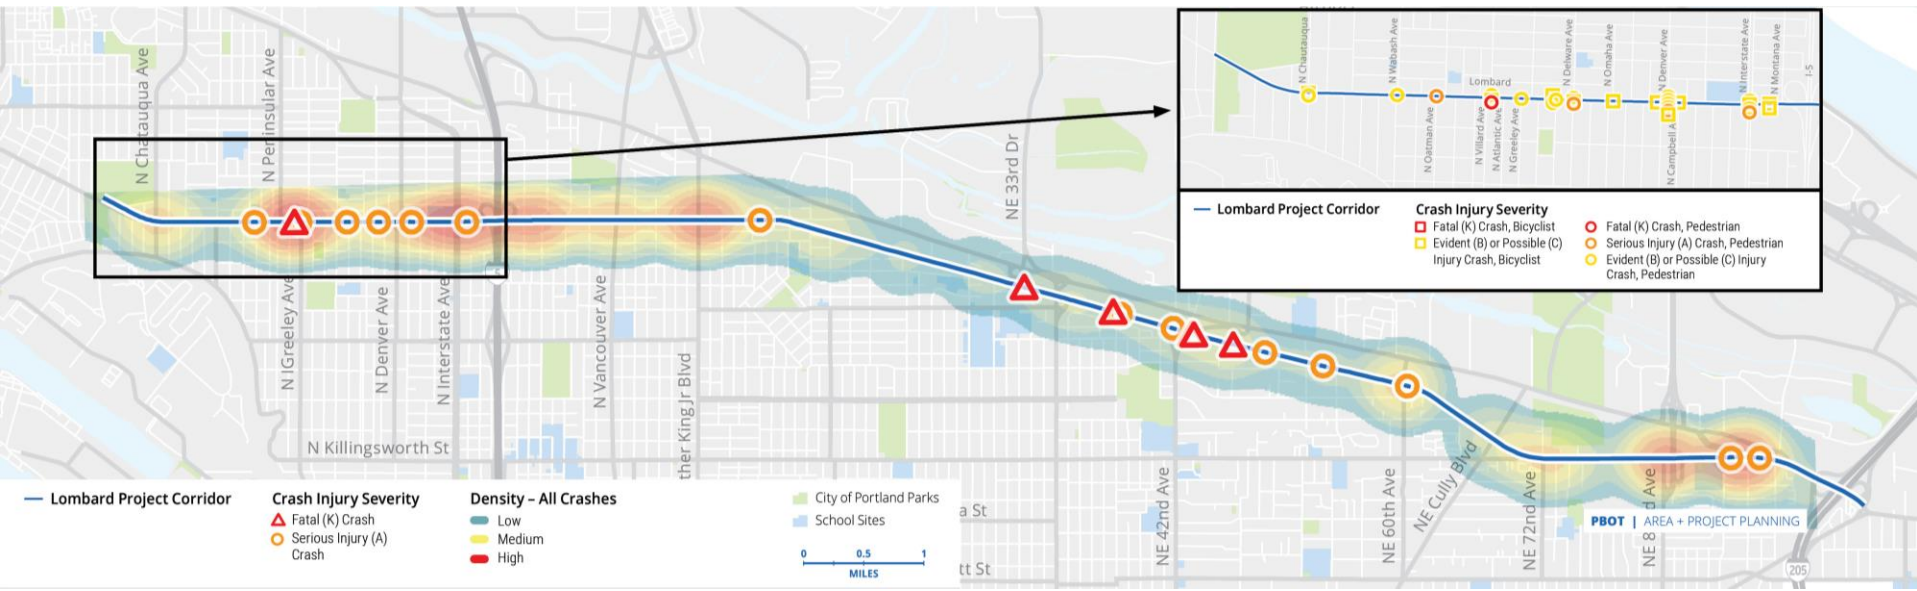 N Chatauqua Ave
N Peninsular Ave
N IGreeley Ave
N Denver Ave
N Interstate Ave
N Vancouver Ave
ther King Jr Blvd
NE 33rd Dr
N Killingsworth St
a St
tt St
NE 42nd Ave
NE 60th Ave
NE Cully Blvd
NE 72nd Ave
NE 8 d Ave
205
N Chautauqua
N Wabash Ave
Lombard
N Delaware Ave
N Omaha Ave
N Denver Ave
N Interstate Ave
N Montana Ave
I-5
N Oatman Ave
N Villard Ave
N Atlantic Ave
N Greeley Ave
N Campbell A
Lombard Project Corridor
Crash Injury Severity
Fatal (K) Crash, Bicyclist
Evident (B) or Possible (C)
Injury Crash, Bicyclist
Fatal (K) Crash, Pedestrian
Serious Injury (A) Crash, Pedestrian
Evident (B) or Possible (C) Injury
Crash, Pedestrian
Lombard Project Corridor
Crash Injury Severity
Fatal (K) Crash
Serious Injury (A)
Crash
Density – All Crashes
Low
Medium
High
City of Portland Parks
School Sites
0 0.5 1
MILES
PBOT | AREA + PROJECT PLANNING